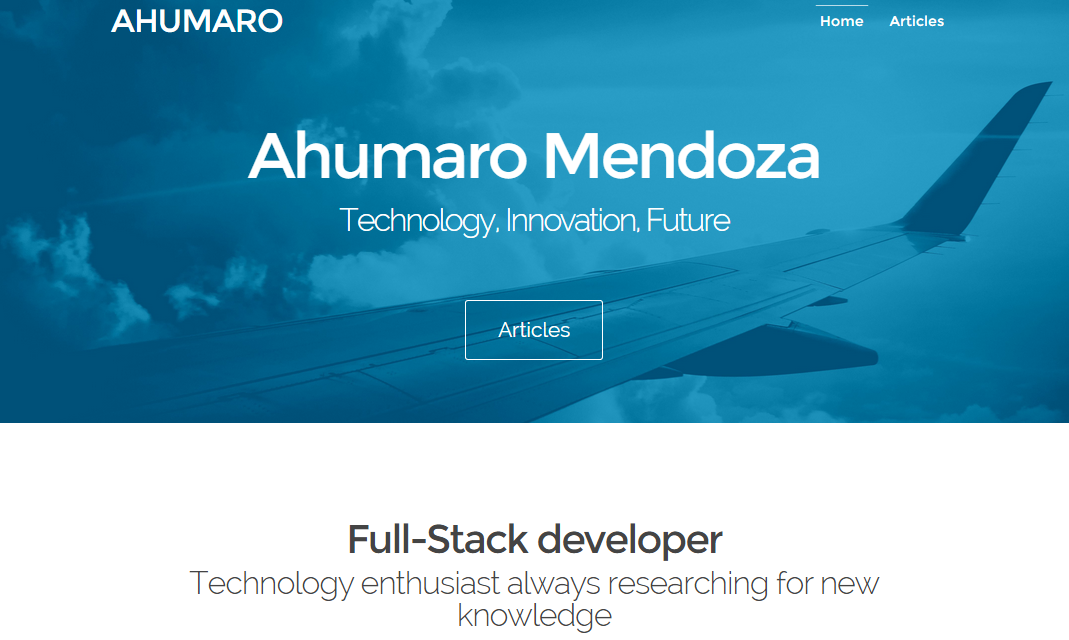 AHUMARO
Home
Articles
Ahumaro Mendoza
Technology, Innovation, Future
Articles
Full-Stack developer
Technology enthusiast always researching for new
knowledge